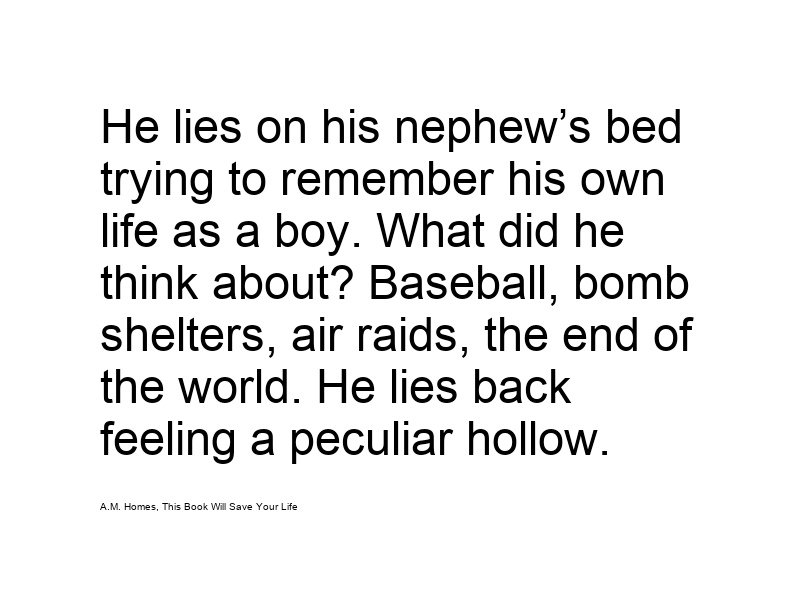 He lies on his nephew’s bed
trying to remember his own
life as a boy. What did he
think about? Baseball, bomb
shelters, air raids, the end of
the world. He lies back
feeling a peculiar hollow.
A.M. Homes, This Book Will Save Your Life